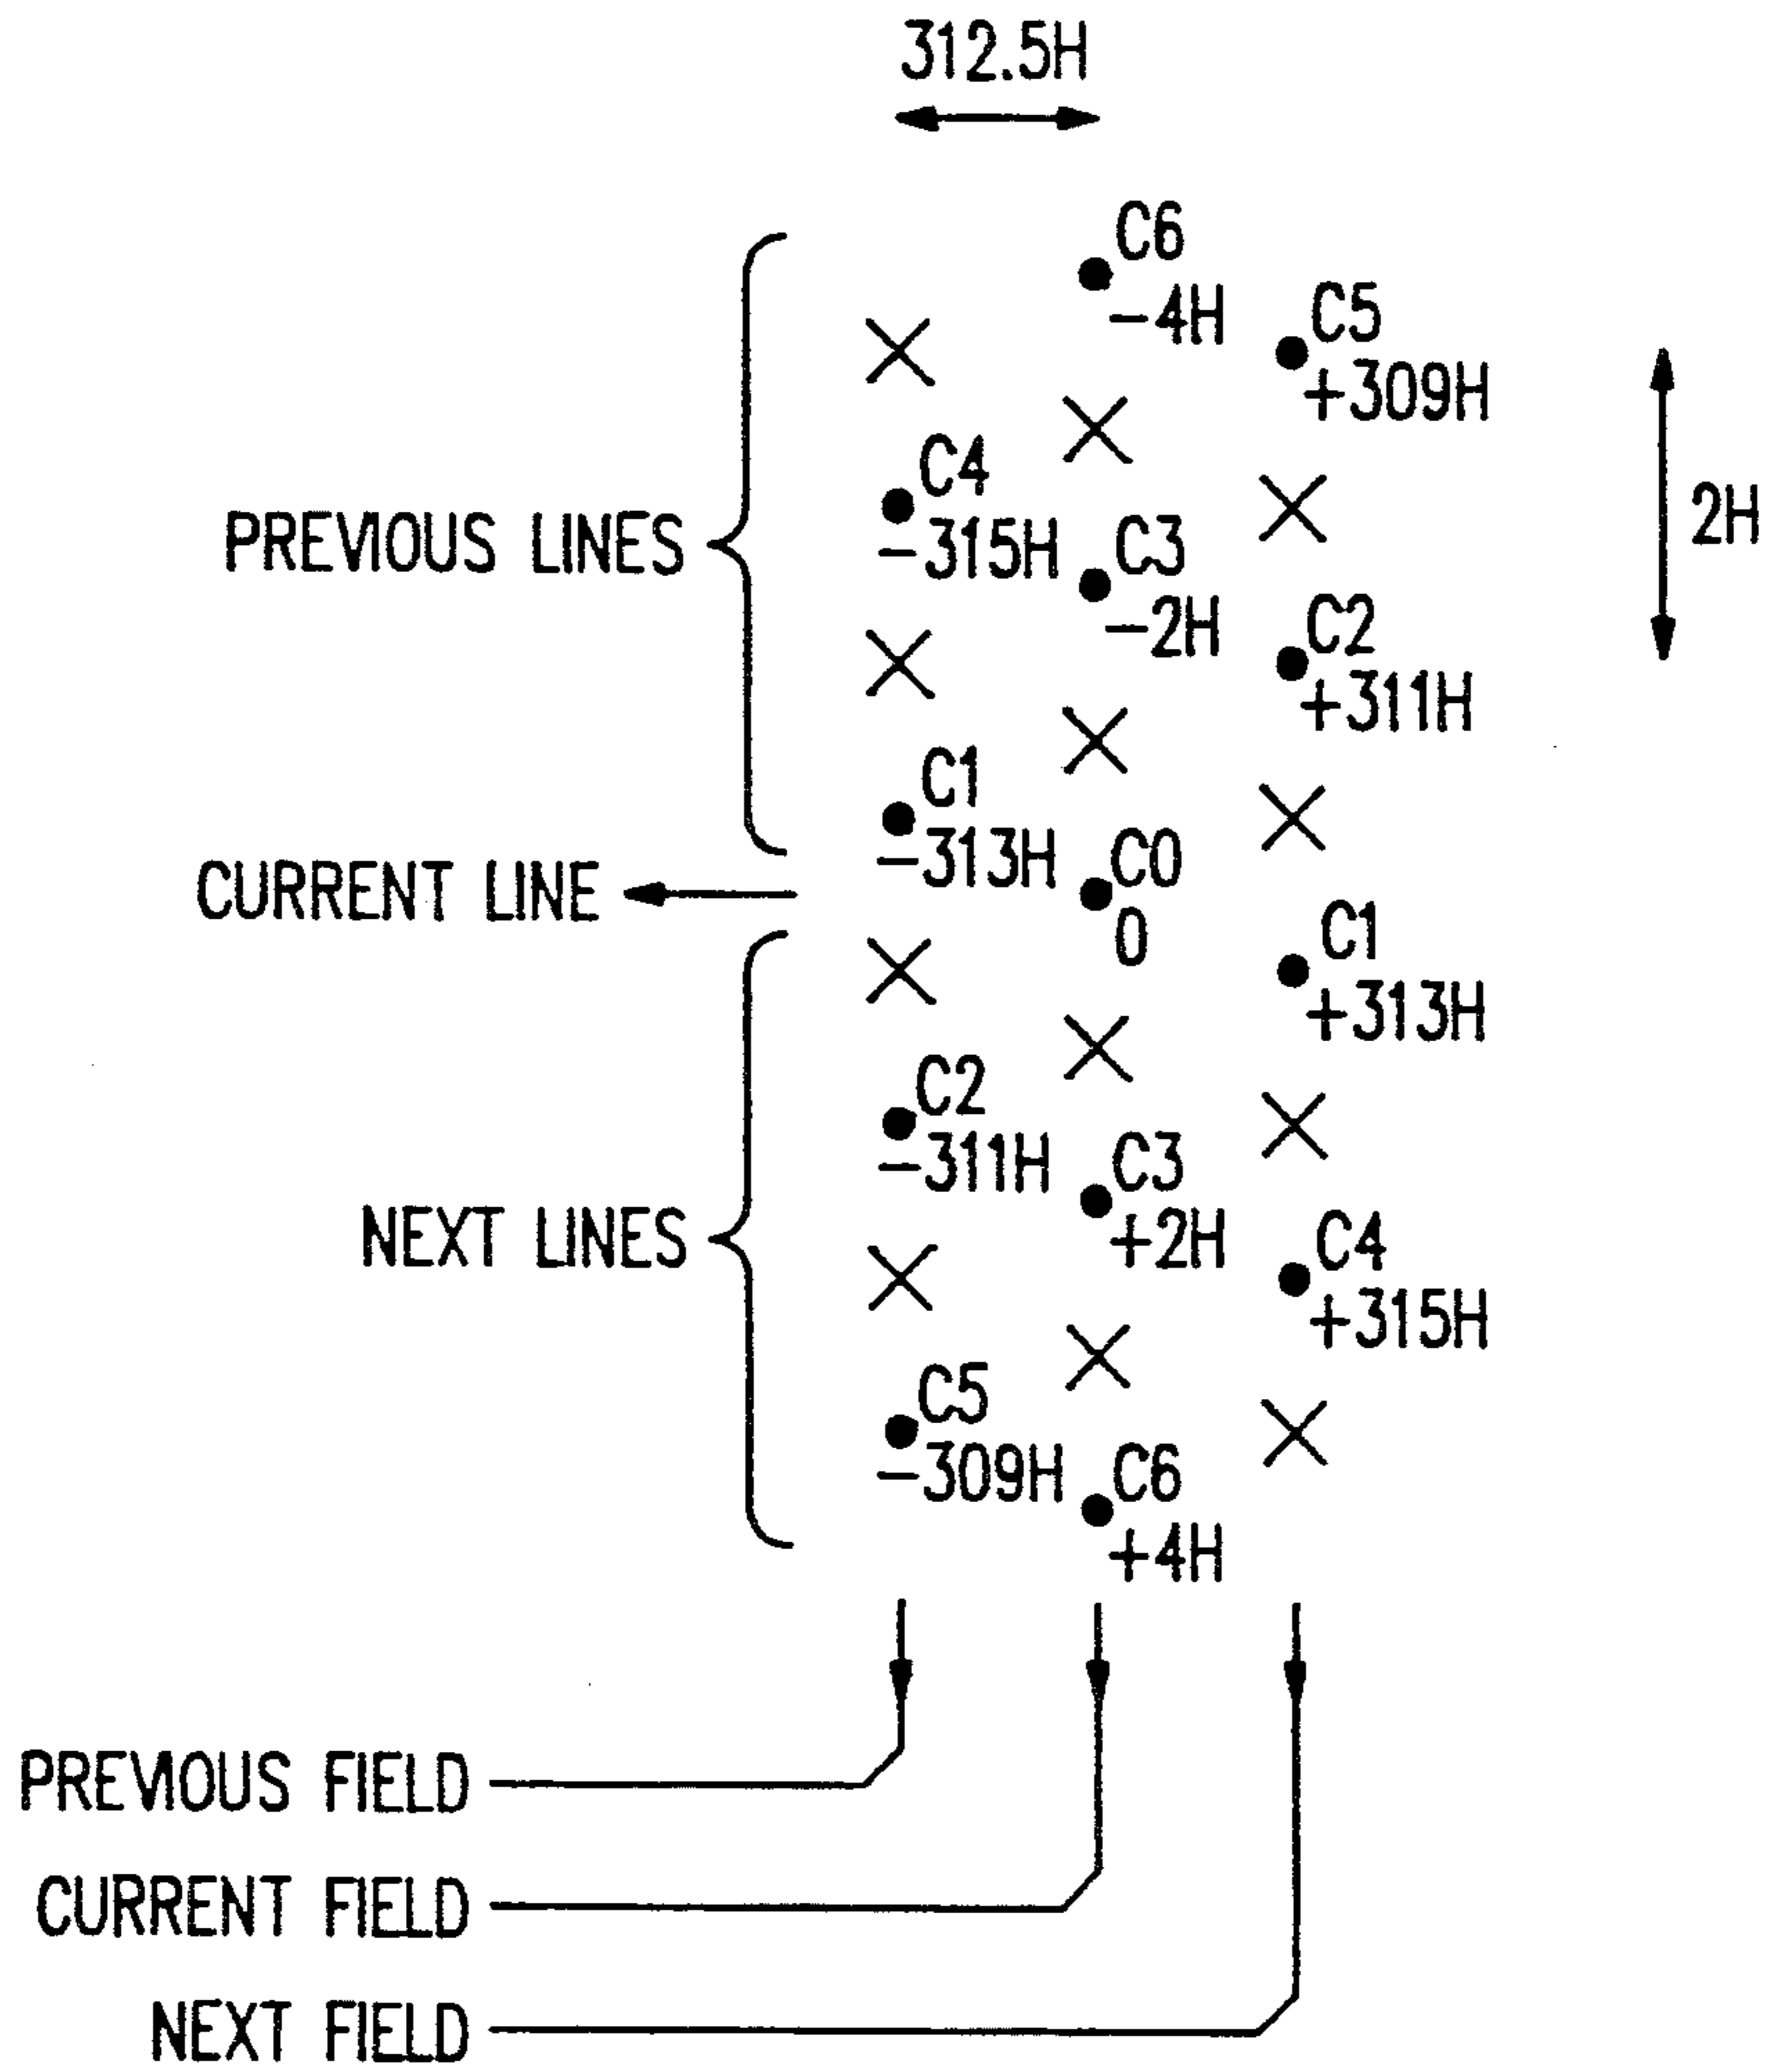 312.5H
C6
-4H
C5
+309H
C4
-315H
PREVIOUS LINES
C3
-2H
2H
C2
+311H
C1
-313H
CURRENT LINE
C0
0
C1
+313H
C2
-311H
C3
+2H
NEXT LINES
C4
+315H
C5
-309H
C6
+4H
PREVIOUS FIELD
CURRENT FIELD
NEXT FIELD